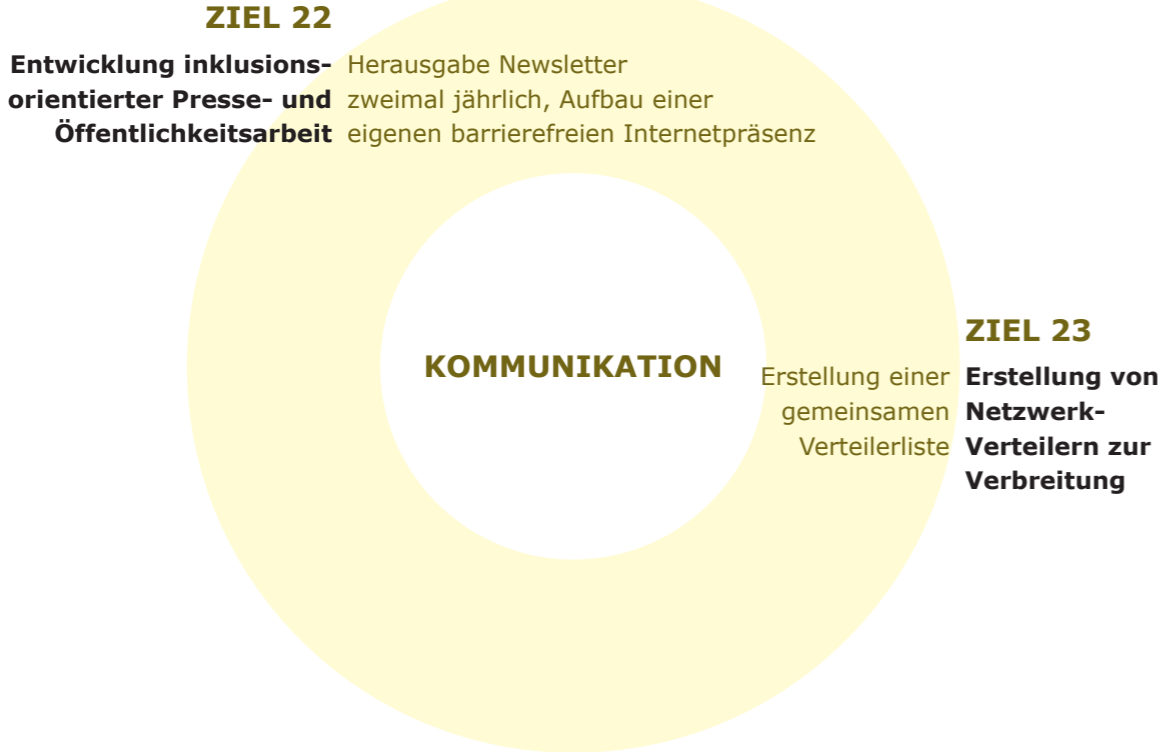 ZIEL 22
Entwicklung inklusions-
orientierter Presse- und
Öffentlichkeitsarbeit
Herausgabe Newsletter
zweimal jährlich, Aufbau einer
eigenen barrierefreien Internetpräsenz
KOMMUNIKATION
ZIEL 23
Erstellung einer
gemeinsamen
Verteilerliste
Erstellung von
Netzwerk-
Verteilern zur
Verbreitung